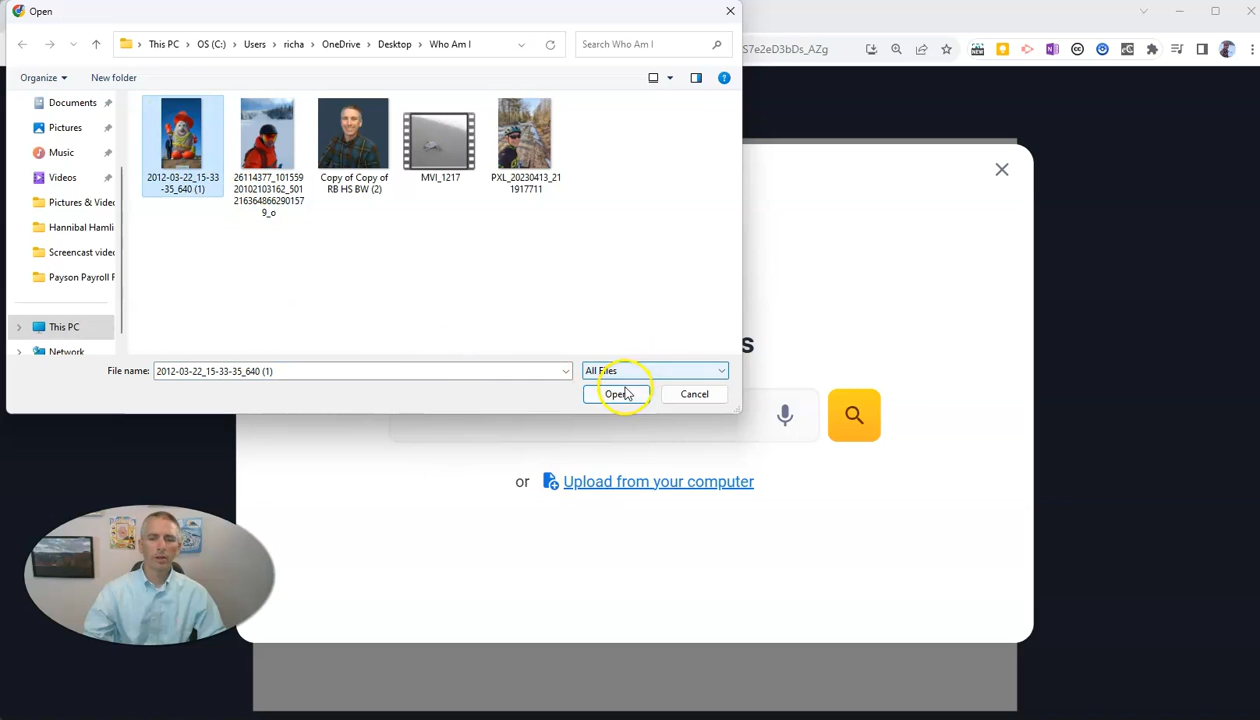 Open
This PC
OS (C:)
Users
richa
OneDrive
Desktop
Who Am I
Search Who Am I
S7e2eD3bDs_AZg
Organize
New folder
Documents
Pictures
Music
Videos
Pictures & Videc
Hannibal Hamli
Screencast videc
Payson Payroll F
This PC
Network
2012-03-22_15-33
-35_640 (1)
26114377_101559
20102103162_501
216364866290157
9_o
Copy of Copy of
RB HS BW (2)
MVI_1217
PXL_20230413_21
1917711
File name:
2012-03-22_15-33-35_640 (1)
All Files
Open
Cancel
s
or
Upload from your computer